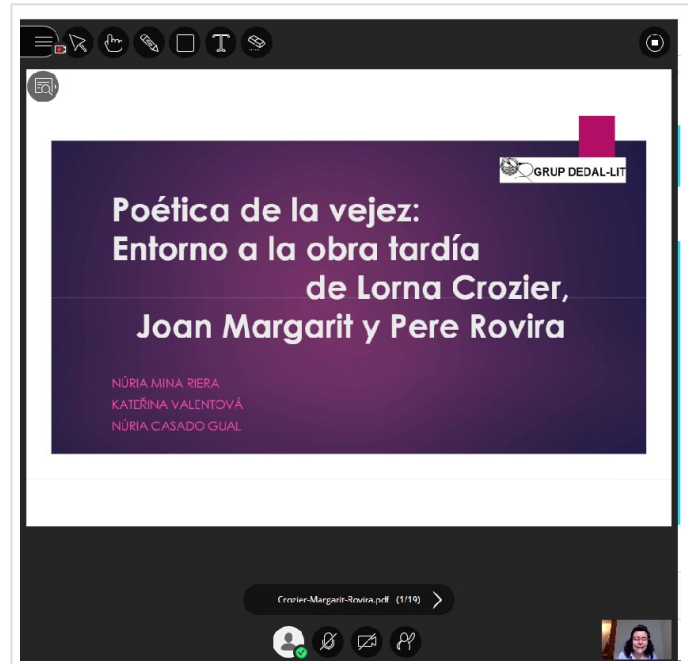 GRUP DEDAL-LIT
Poética de la vejez:
Entorno a la obra tardía
de Lorna Crozier,
Joan Margarit y Pere Rovira
NÚRIA MINA RIERA
KATEŘINA VALENTOVÁ
NÚRIA CASADO GUAL
Crozier-Margarit-Rovira.pdf (1/19)